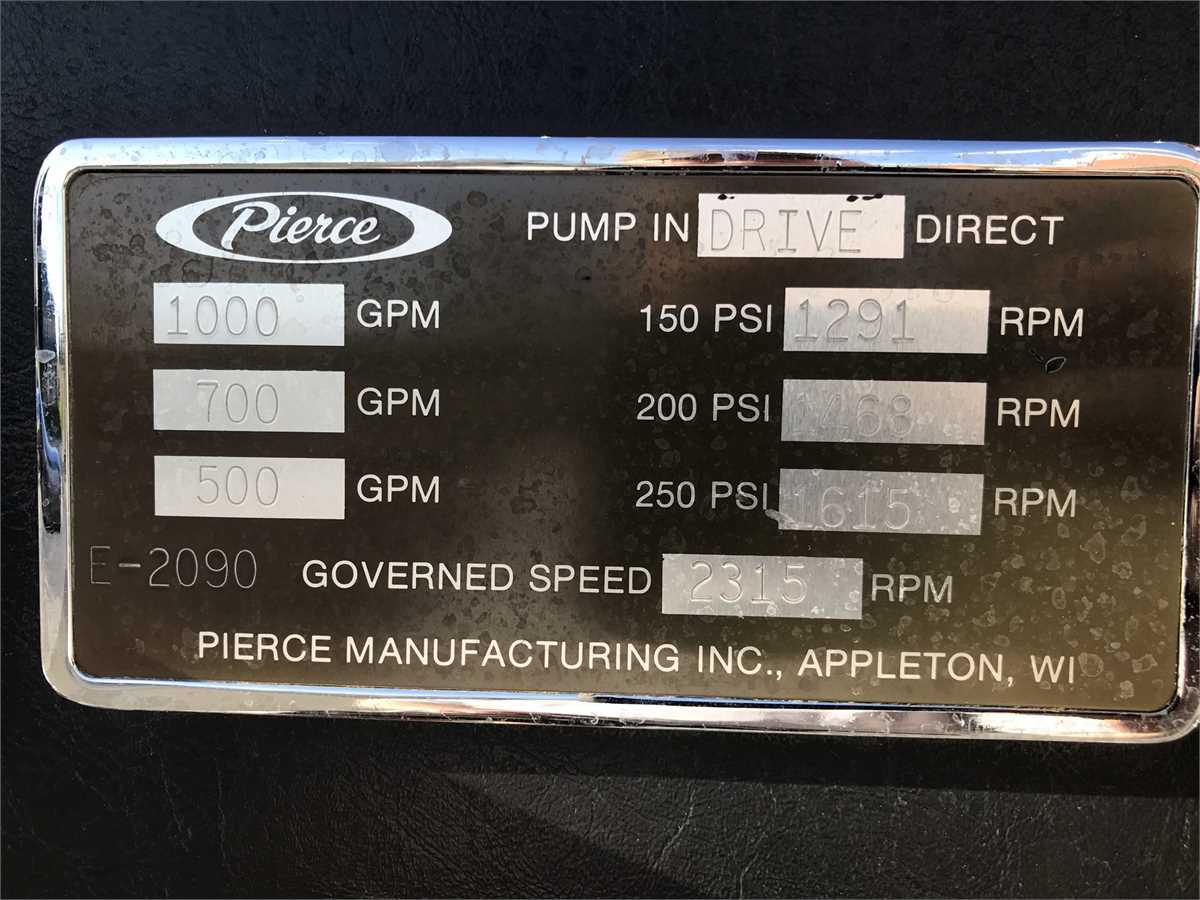 Pierce PUMP IN DRIVE DIRECT
1000 GPM 150 PSI 1291 RPM
700 GPM 200 PSI 1468 RPM
500 GPM 250 PSI 1615 RPM
E-2090 GOVERNED SPEED 2315 RPM
PIERCE MANUFACTURING INC., APPLETON, WI